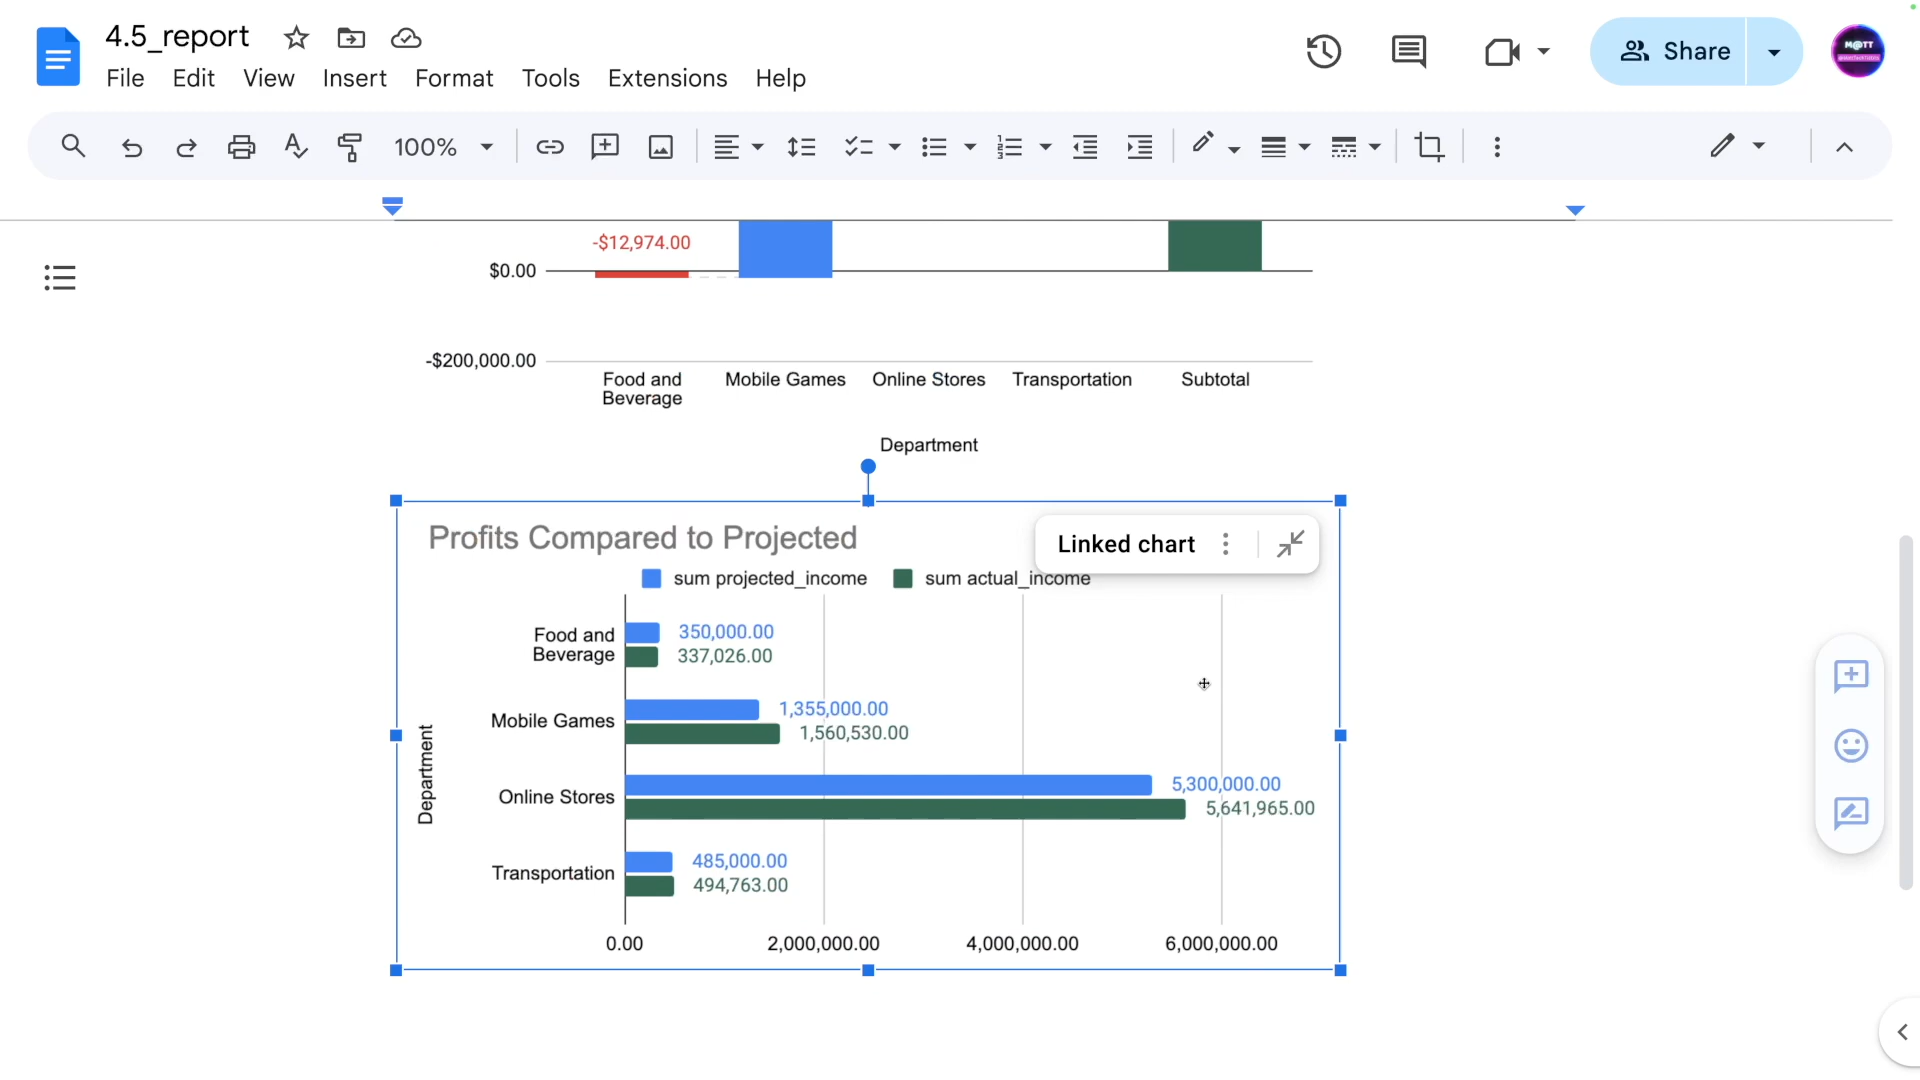 4.5_report
File Edit View Insert Format Tools Extensions Help
Share
M@TT
100%
-$12,974.00
$0.00
-$200,000.00
Food and
Beverage
Mobile Games
Online Stores
Transportation
Subtotal
Department
Profits Compared to Projected
Linked chart
sum projected_income
sum actual_income
Food and
Beverage
350,000.00
337,026.00
Mobile Games
1,355,000.00
1,560,530.00
Department
Online Stores
5,300,000.00
5,641,965.00
Transportation
485,000.00
494,763.00
0.00 2,000,000.00 4,000,000.00 6,000,000.00